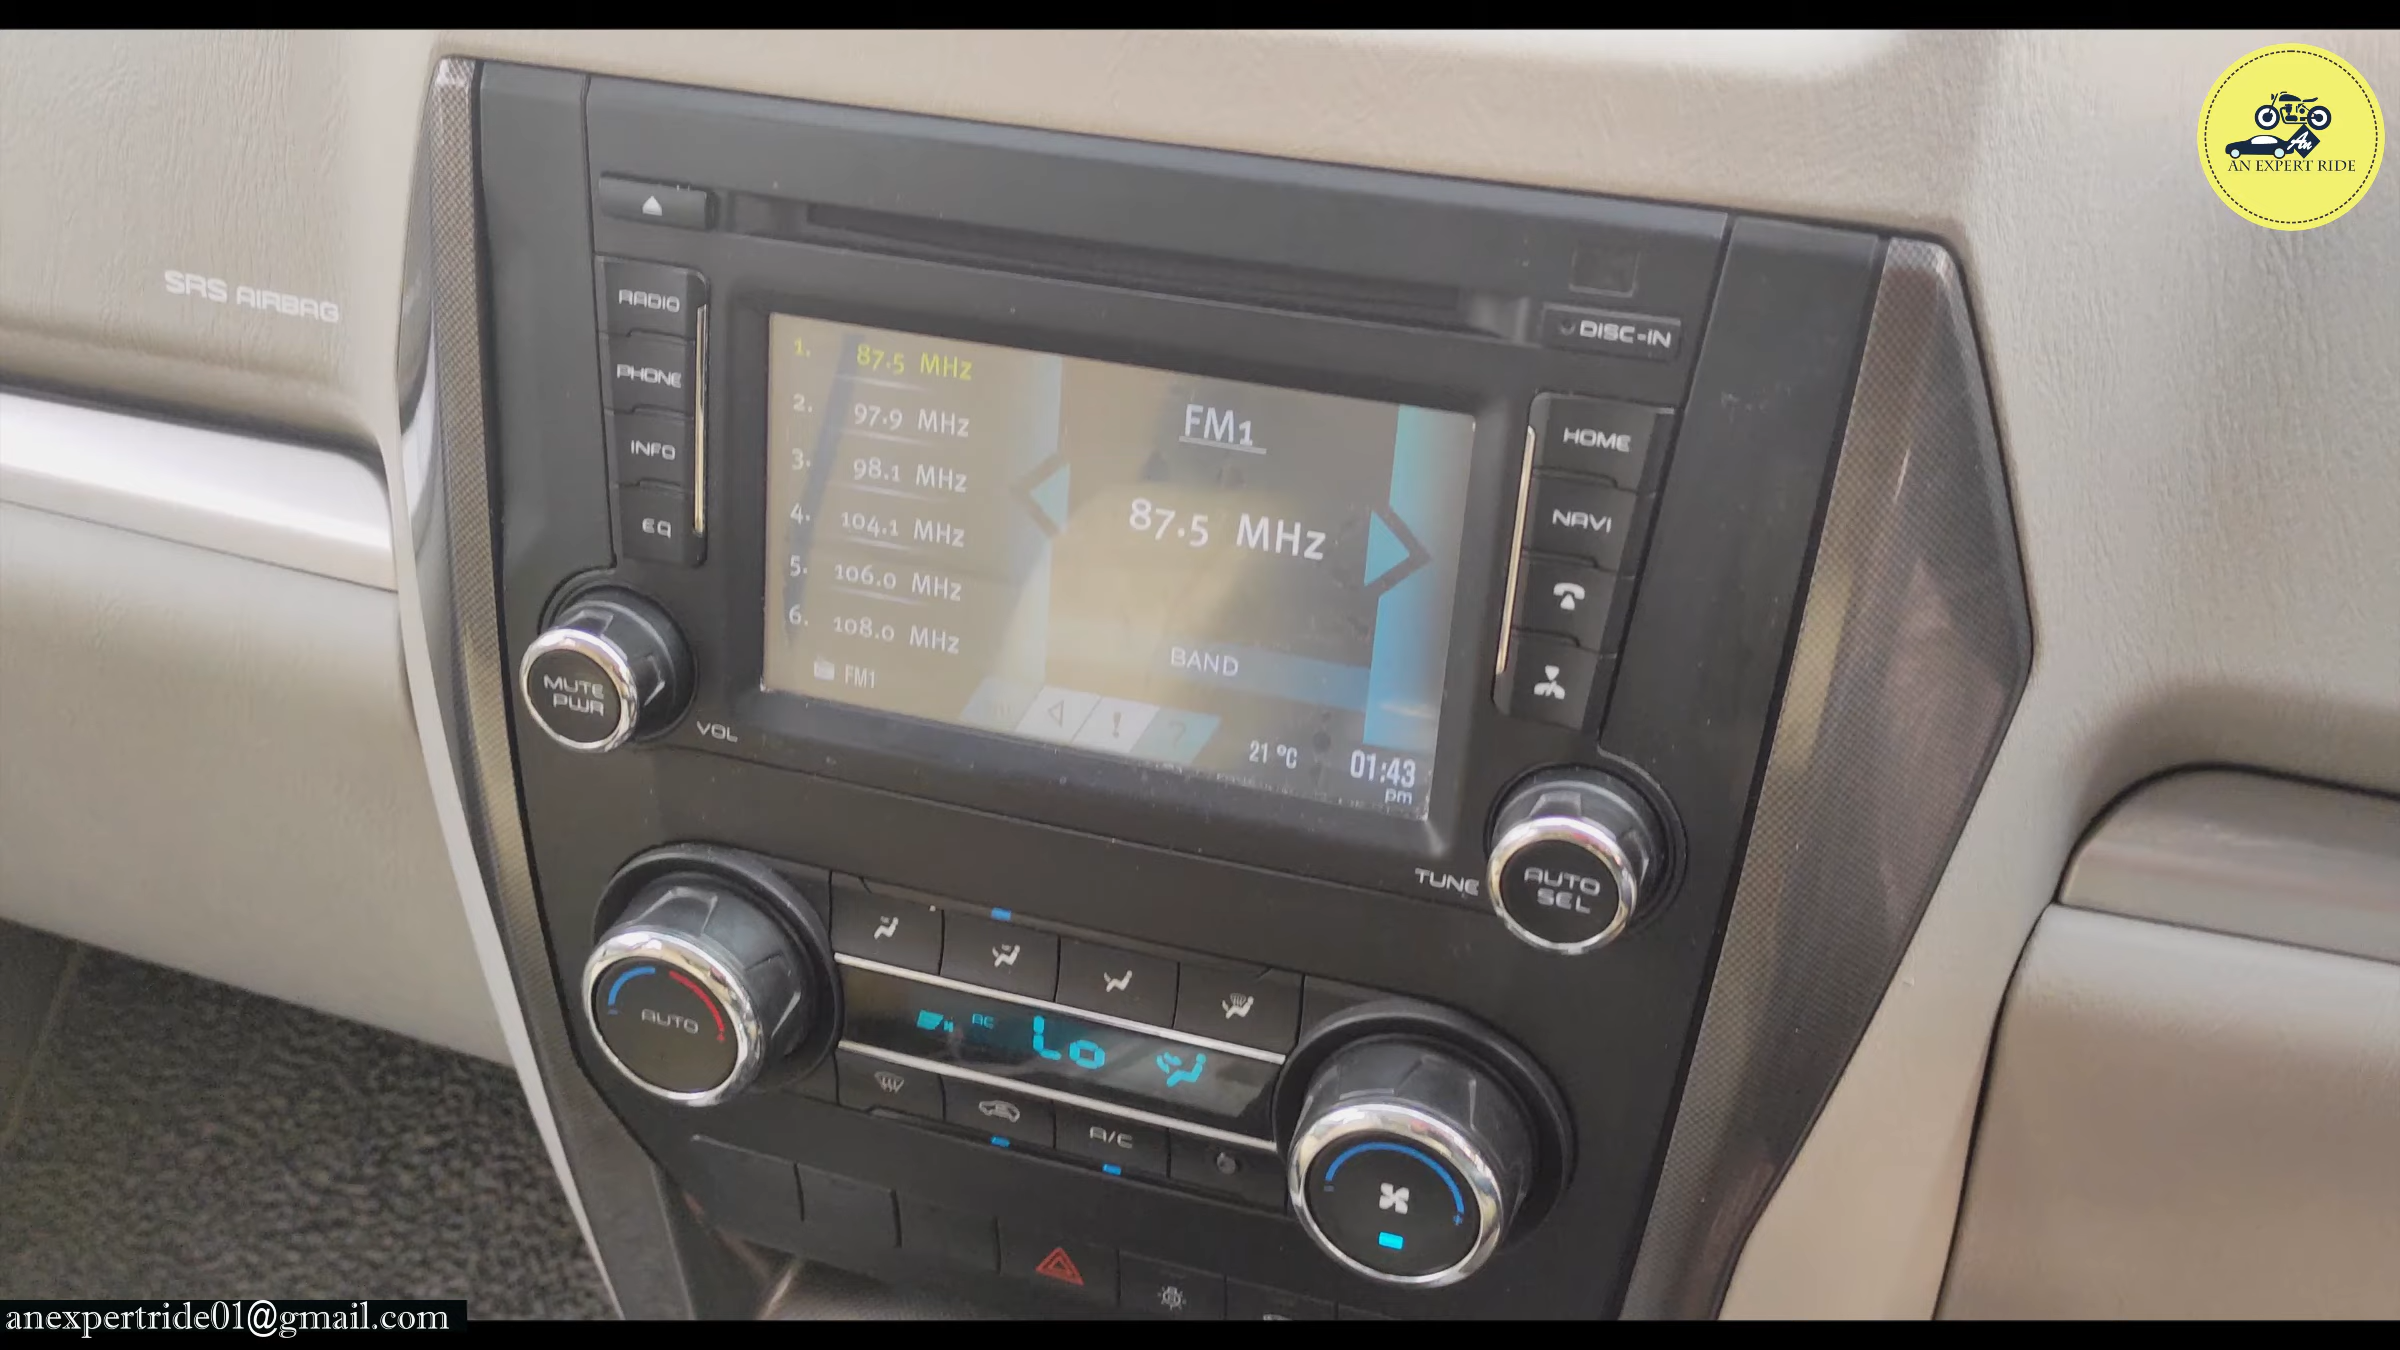 AN EXPERT RIDE
SRS AIRBAG
RADIO
PHONE
INFO
EQ
MUTE
PWR
VOL
1. 87.5 MHz
2. 97.9 MHz
3. 98.1 MHz
4. 104.1 MHz
5. 106.0 MHz
6. 108.0 MHz
FM1
FM1
87.5 MHz
BAND
21 °C
01:43
pm
DISC-IN
HOME
NAVI
TUNE
AUTO
SEL
AUTO
AC
Lo
A/C
anexpertride01@gmail.com